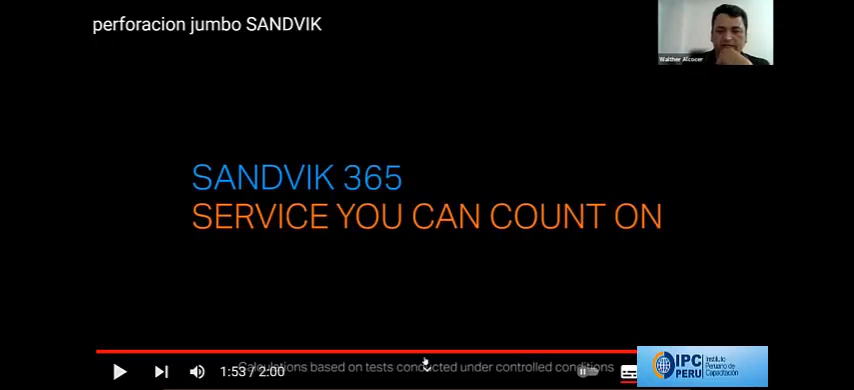 perforacion jumbo SANDVIK
Walther Alcocer
SANDVIK 365
SERVICE YOU CAN COUNT ON
Calculations based on tests conducted under controlled conditions
1:53 / 2:00
IPC
PERU
Instituto
Peruano de
Capacitación